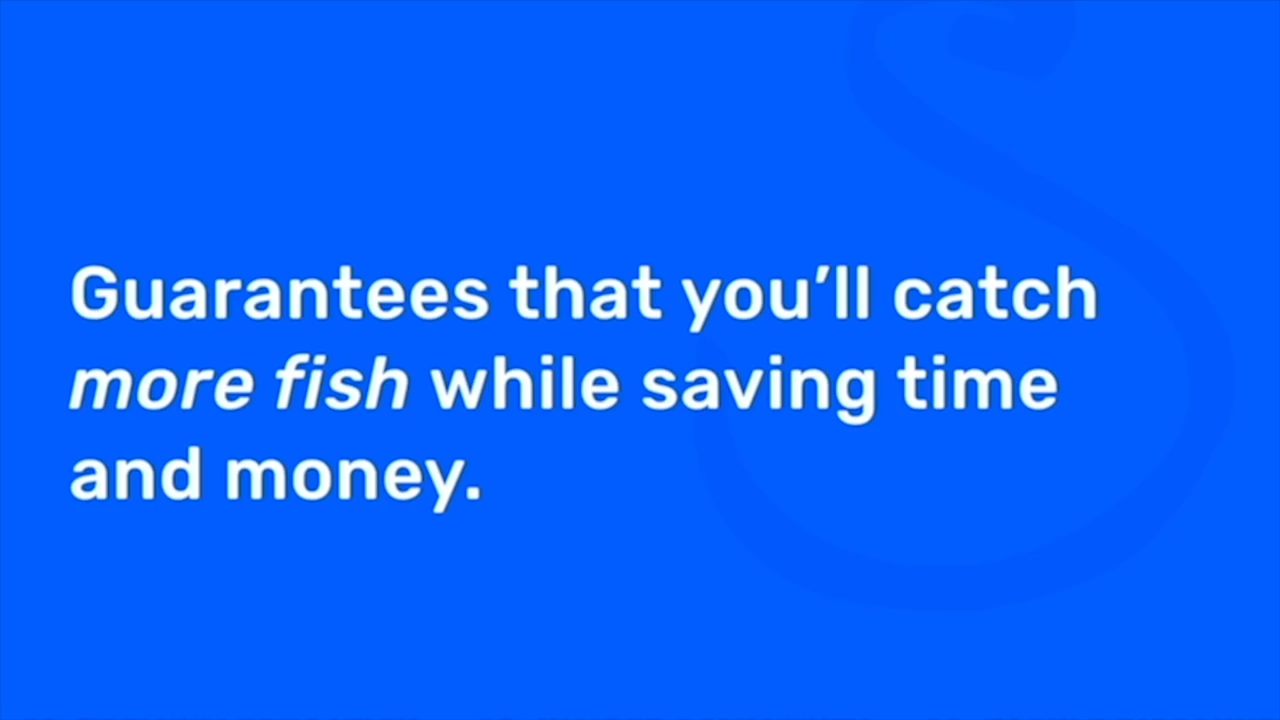 Guarantees that you’ll catch
more fish while saving time
and money.